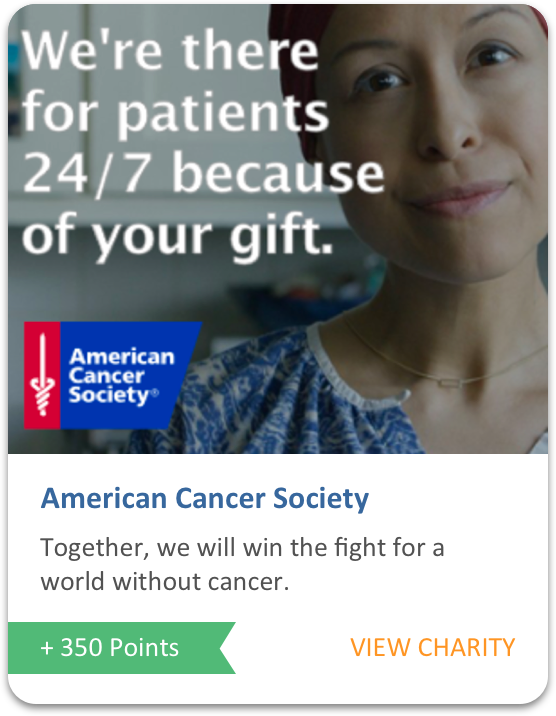 We're there
for patients
24/7 because
of your gift.
American
Cancer
Society®
American Cancer Society
Together, we will win the fight for a
world without cancer.
+ 350 Points
VIEW CHARITY